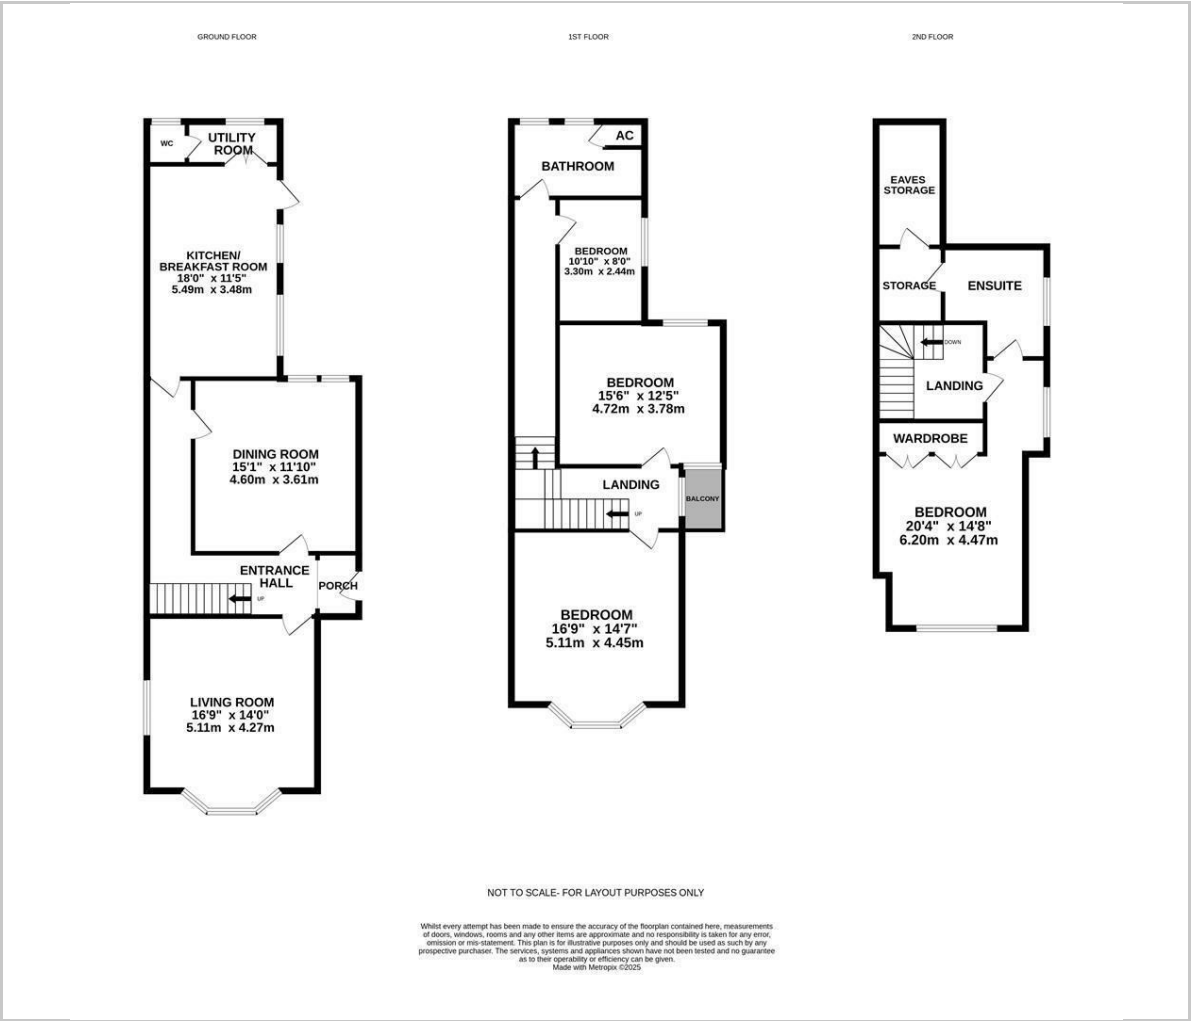 GROUND FLOOR
1ST FLOOR
2ND FLOOR
WC
UTILITY
ROOM
KITCHEN/
BREAKFAST ROOM
18'0" x 11'5"
5.49m x 3.48m
DINING ROOM
15'1" x 11'10"
4.60m x 3.61m
ENTRANCE
HALL
PORCH
UP
LIVING ROOM
16'9" x 14'0"
5.11m x 4.27m
AC
BATHROOM
BEDROOM
10'10" x 8'0"
3.30m x 2.44m
BEDROOM
15'6" x 12'5"
4.72m x 3.78m
LANDING
BALCONY
UP
BEDROOM
16'9" x 14'7"
5.11m x 4.45m
EAVES
STORAGE
STORAGE
ENSUITE
DOWN
LANDING
WARDROBE
BEDROOM
20'4" x 14'8"
6.20m x 4.47m
NOT TO SCALE- FOR LAYOUT PURPOSES ONLY
Whilst every attempt has been made to ensure the accuracy of the floorplan contained here, measurements
of doors, windows, rooms and any other items are approximate and no responsibility is taken for any error,
omission or mis-statement. This plan is for illustrative purposes only and should be used as such by any
prospective purchaser. The services, systems and appliances shown have not been tested and no guarantee
as to their operability or efficiency can be given.
Made with Metropix ©2025